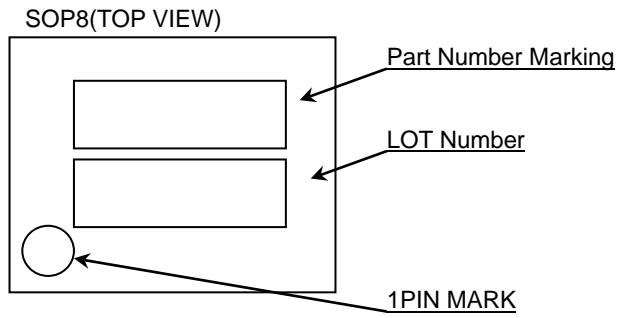 SOP8(TOP VIEW)
Part Number Marking
LOT Number
1PIN MARK